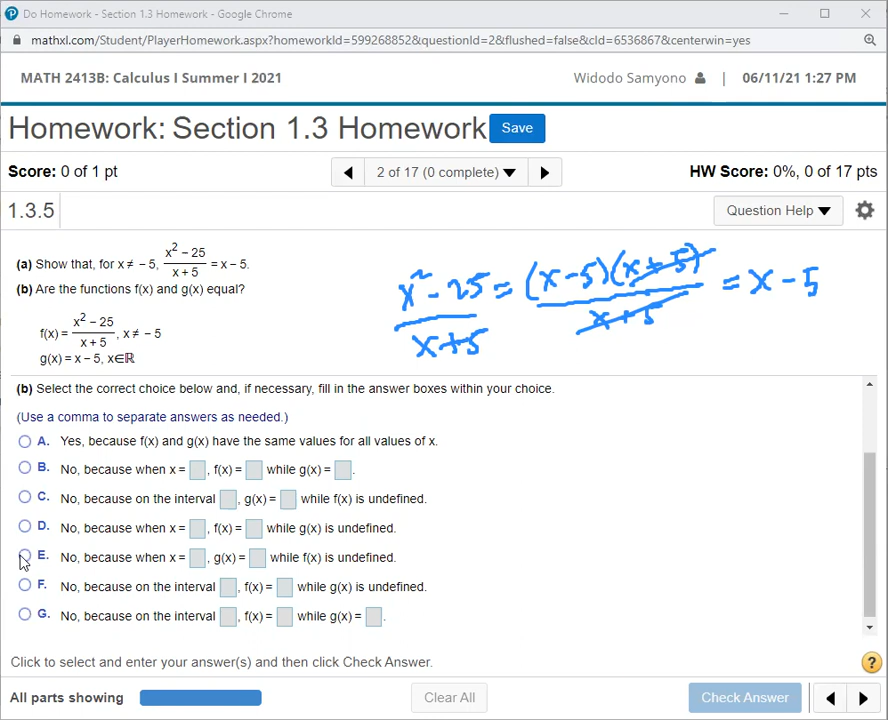 Do Homework - Section 1.3 Homework - Google Chrome
mathxl.com/Student/PlayerHomework.aspx?homeworkId=599268852&questionId=2&flushed=false&cId=6536867&centerwin=yes
MATH 2413B: Calculus I Summer I 2021 Widodo Samyono | 06/11/21 1:27 PM
Homework: Section 1.3 Homework Save
Score: 0 of 1 pt 2 of 17 (0 complete) HW Score: 0%, 0 of 17 pts
1.3.5 Question Help
(a) Show that, for x ≠ −5, (x² − 25)/(x + 5) = x − 5.
(b) Are the functions f(x) and g(x) equal?
f(x) = (x² − 25)/(x + 5), x ≠ −5
g(x) = x − 5, x∈ℝ
(x² − 25)/(x + 5) = (x − 5)(x + 5)/(x + 5) = x − 5
(b) Select the correct choice below and, if necessary, fill in the answer boxes within your choice.
(Use a comma to separate answers as needed.)
A. Yes, because f(x) and g(x) have the same values for all values of x.
B. No, because when x = , f(x) = while g(x) = .
C. No, because on the interval , g(x) = while f(x) is undefined.
D. No, because when x = , f(x) = while g(x) is undefined.
E. No, because when x = , g(x) = while f(x) is undefined.
F. No, because on the interval , f(x) = while g(x) is undefined.
G. No, because on the interval , f(x) = while g(x) = .
Click to select and enter your answer(s) and then click Check Answer.
?
All parts showing Clear All Check Answer